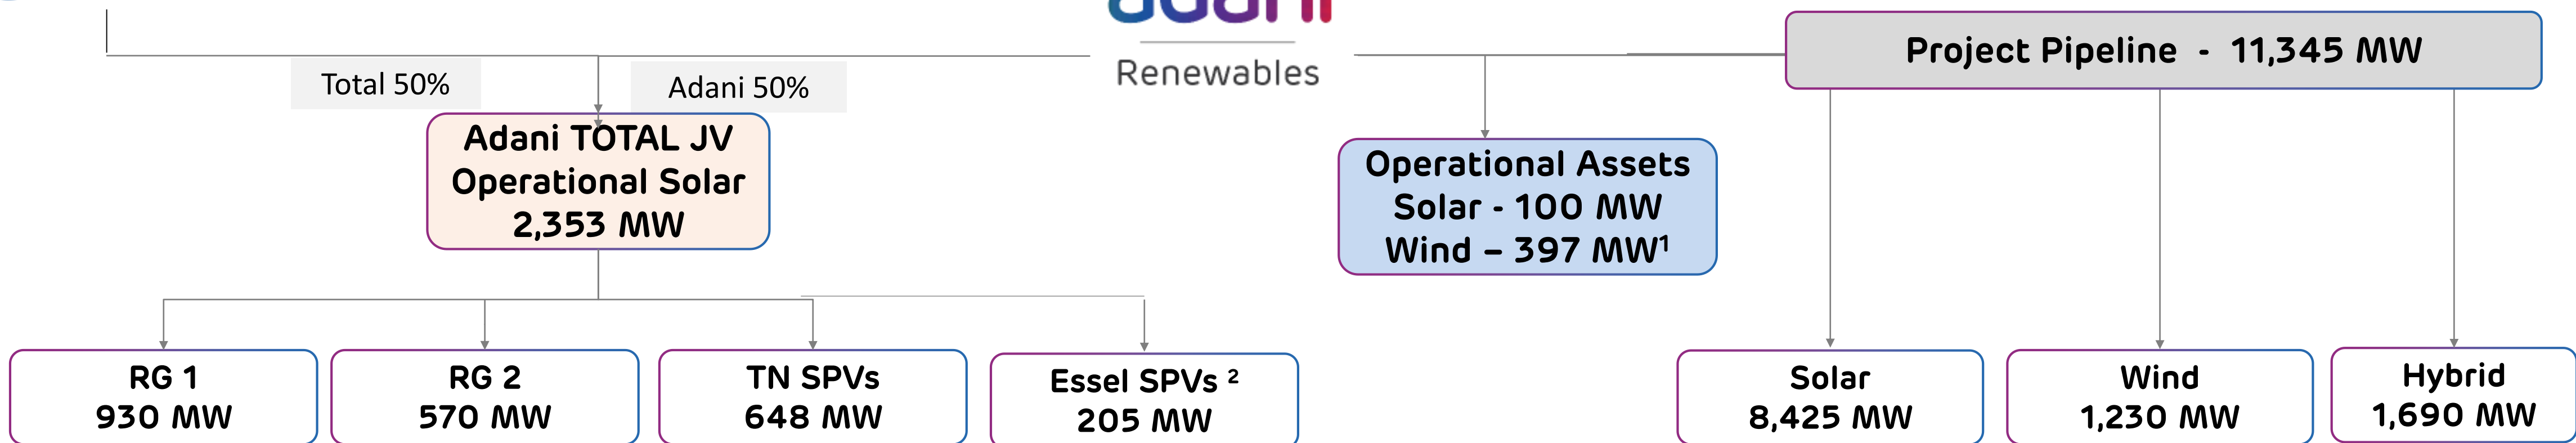 adani
Renewables
Project Pipeline - 11,345 MW
Total 50%
Adani 50%
Adani TOTAL JV
Operational Solar
2,353 MW
Operational Assets
Solar - 100 MW
Wind – 397 MW¹
RG 1
930 MW
RG 2
570 MW
TN SPVs
648 MW
Essel SPVs ²
205 MW
Solar
8,425 MW
Wind
1,230 MW
Hybrid
1,690 MW